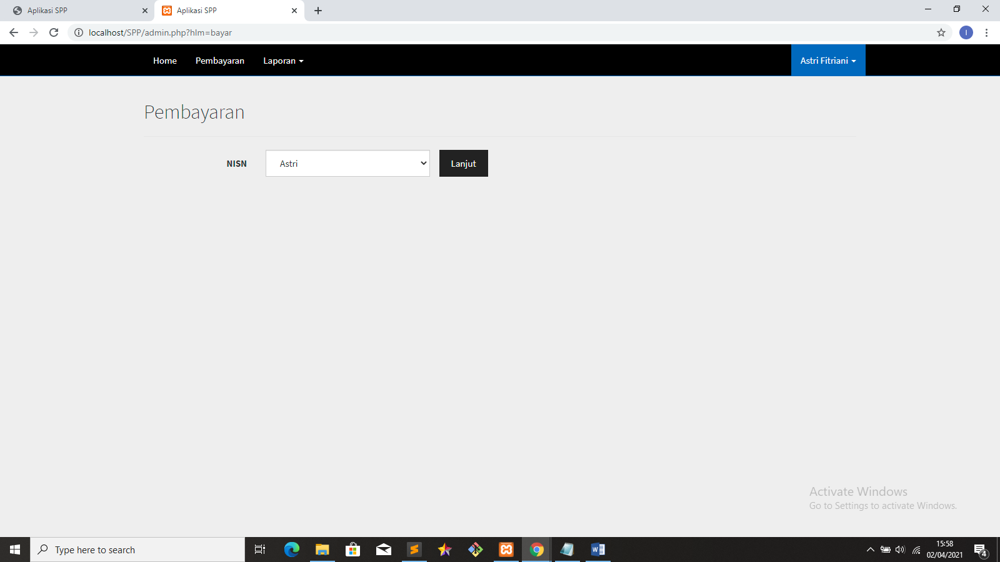 Aplikasi SPP
Aplikasi SPP
localhost/SPP/admin.php?hlm=bayar
I
Home Pembayaran Laporan Astri Fitriani
Pembayaran
NISN Astri Lanjut
Activate Windows
Go to Settings to activate Windows.
Type here to search
W
15:58
02/04/2021
4